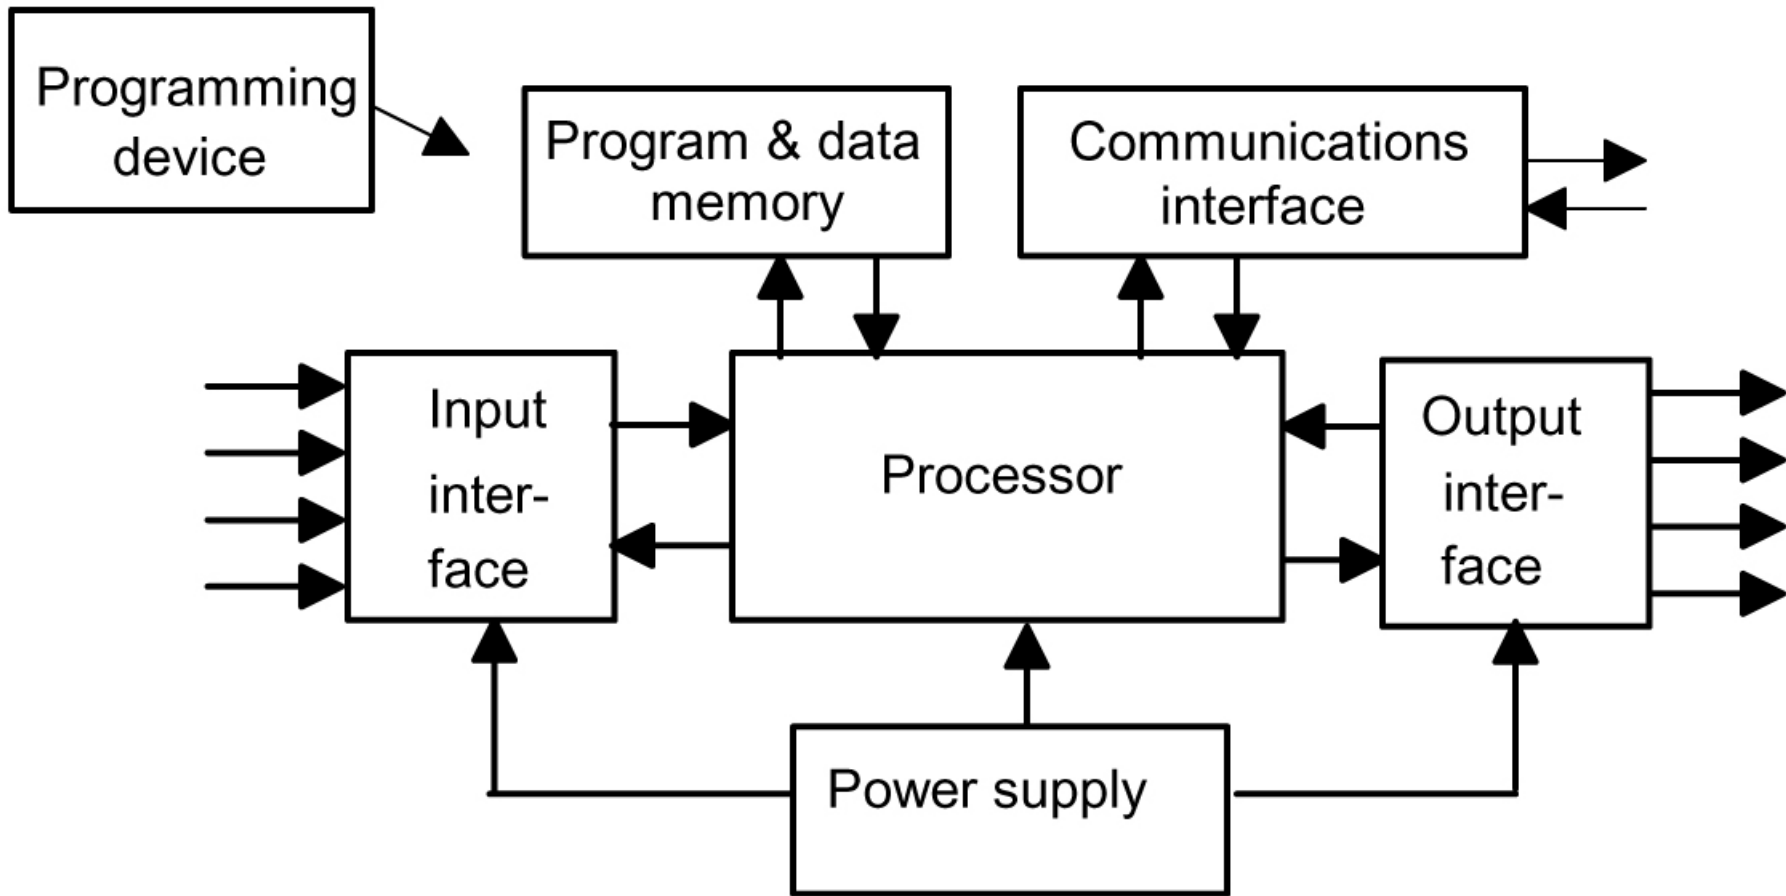 Programming
device
Program & data
memory
Communications
interface
Input
inter-
face
Processor
Output
inter-
face
Power supply